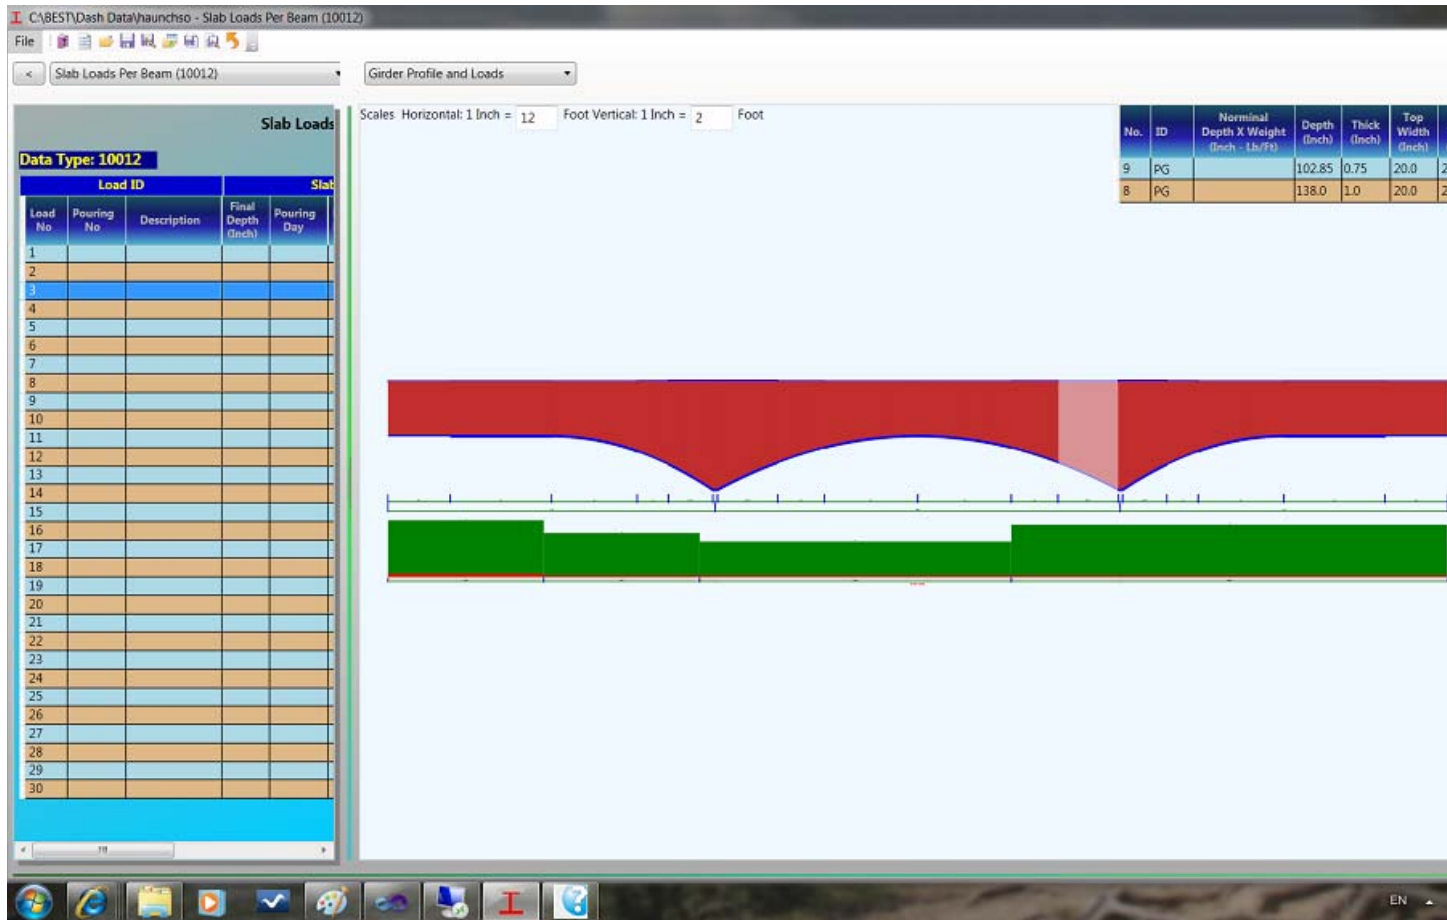 C:\BEST\Dash Data\haunchso - Slab Loads Per Beam (10012)
File
< Slab Loads Per Beam (10012) Girder Profile and Loads
Scales Horizontal: 1 Inch = 12 Foot Vertical: 1 Inch = 2 Foot
Slab Loads
Data Type: 10012
Load ID Slab
Load No Pouring No Description Final Depth (Inch) Pouring Day
1
2
3
4
5
6
7
8
9
10
11
12
13
14
15
16
17
18
19
20
21
22
23
24
25
26
27
28
29
30
No. ID Norminal Depth X Weight (Inch - Lb/Ft) Depth (Inch) Thick (Inch) Top Width (Inch)
9 PG 102.85 0.75 20.0 2
8 PG 138.0 1.0 20.0 2
EN